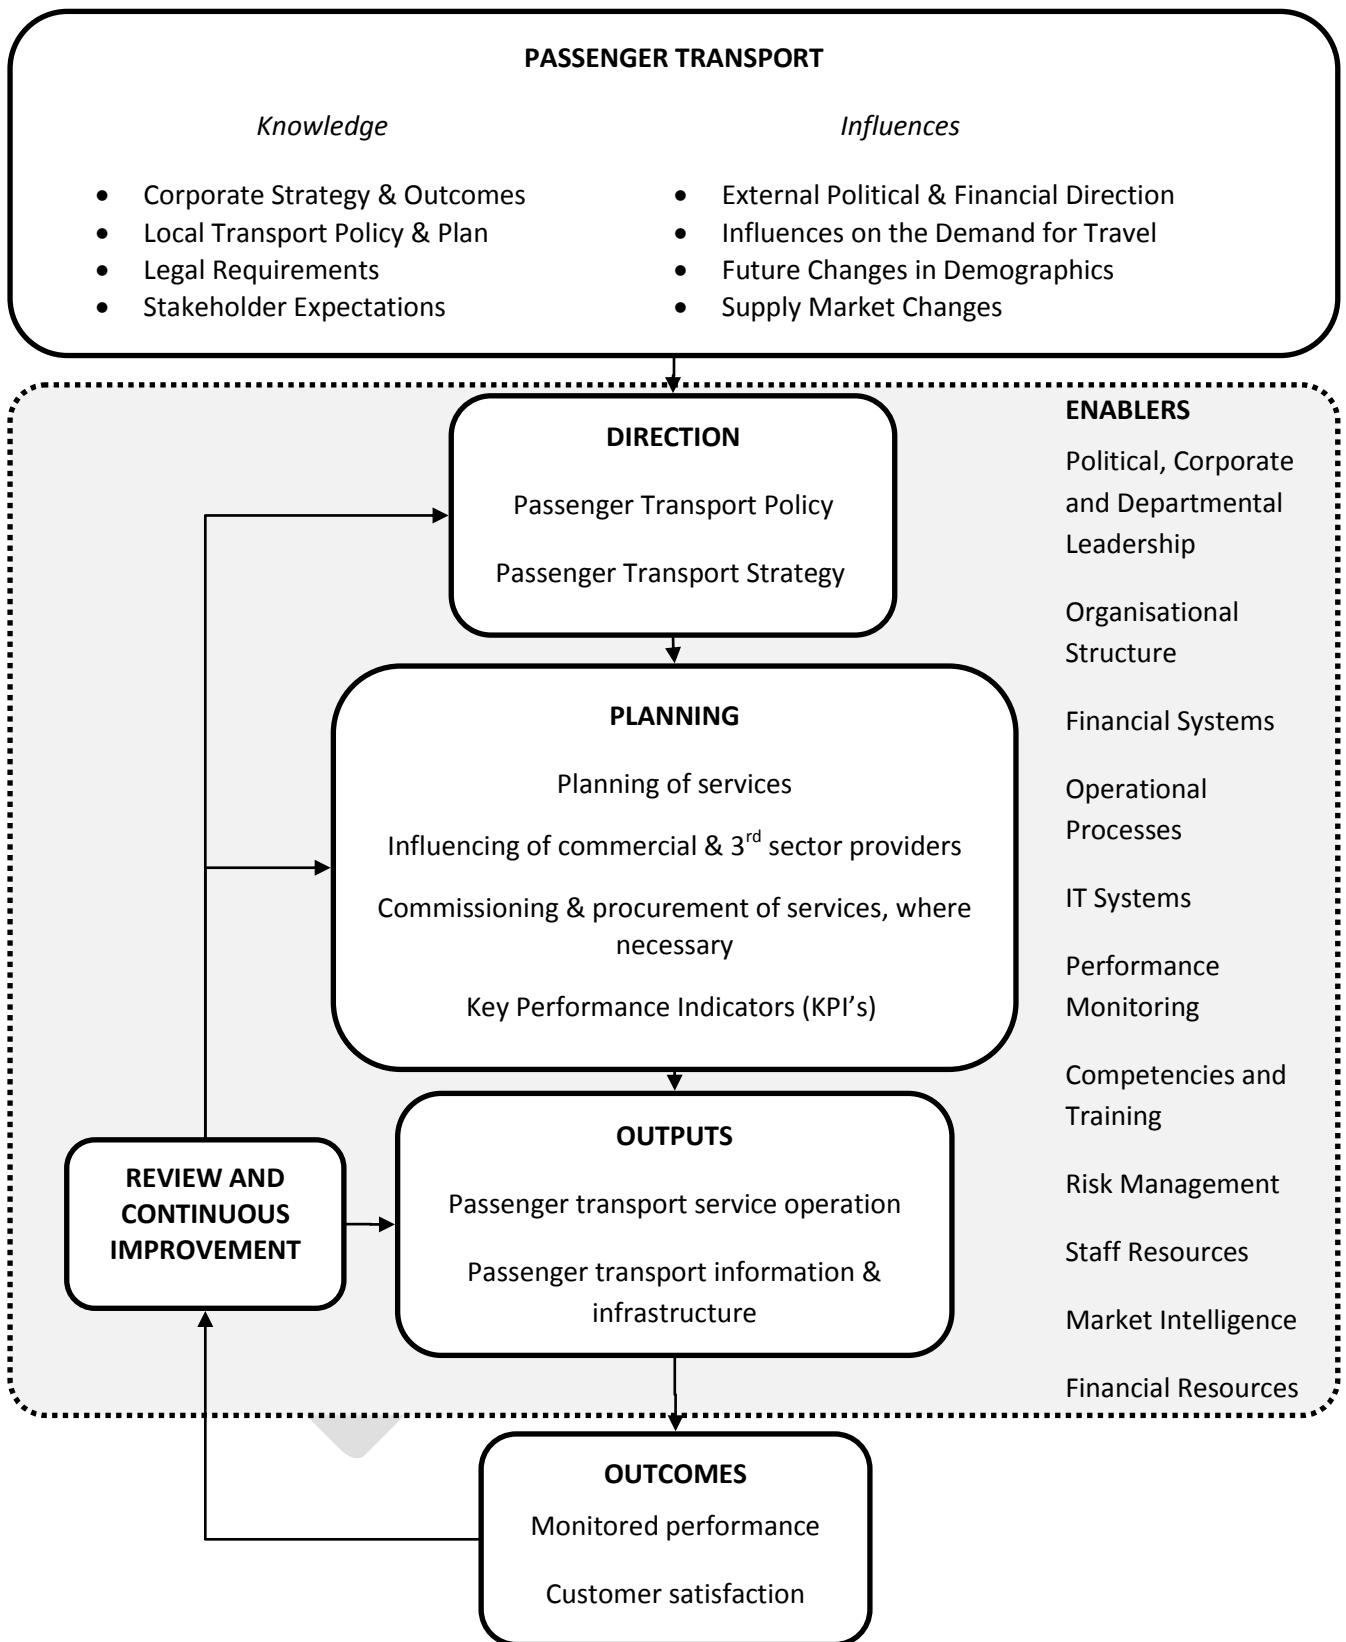 PASSENGER TRANSPORT
Knowledge
• Corporate Strategy & Outcomes
• Local Transport Policy & Plan
• Legal Requirements
• Stakeholder Expectations
Influences
• External Political & Financial Direction
• Influences on the Demand for Travel
• Future Changes in Demographics
• Supply Market Changes
DIRECTION
Passenger Transport Policy
Passenger Transport Strategy
PLANNING
Planning of services
Influencing of commercial & 3rd sector providers
Commissioning & procurement of services, where
necessary
Key Performance Indicators (KPI's)
OUTPUTS
Passenger transport service operation
Passenger transport information &
infrastructure
REVIEW AND
CONTINUOUS
IMPROVEMENT
OUTCOMES
Monitored performance
Customer satisfaction
ENABLERS
Political, Corporate
and Departmental
Leadership
Organisational
Structure
Financial Systems
Operational
Processes
IT Systems
Performance
Monitoring
Competencies and
Training
Risk Management
Staff Resources
Market Intelligence
Financial Resources